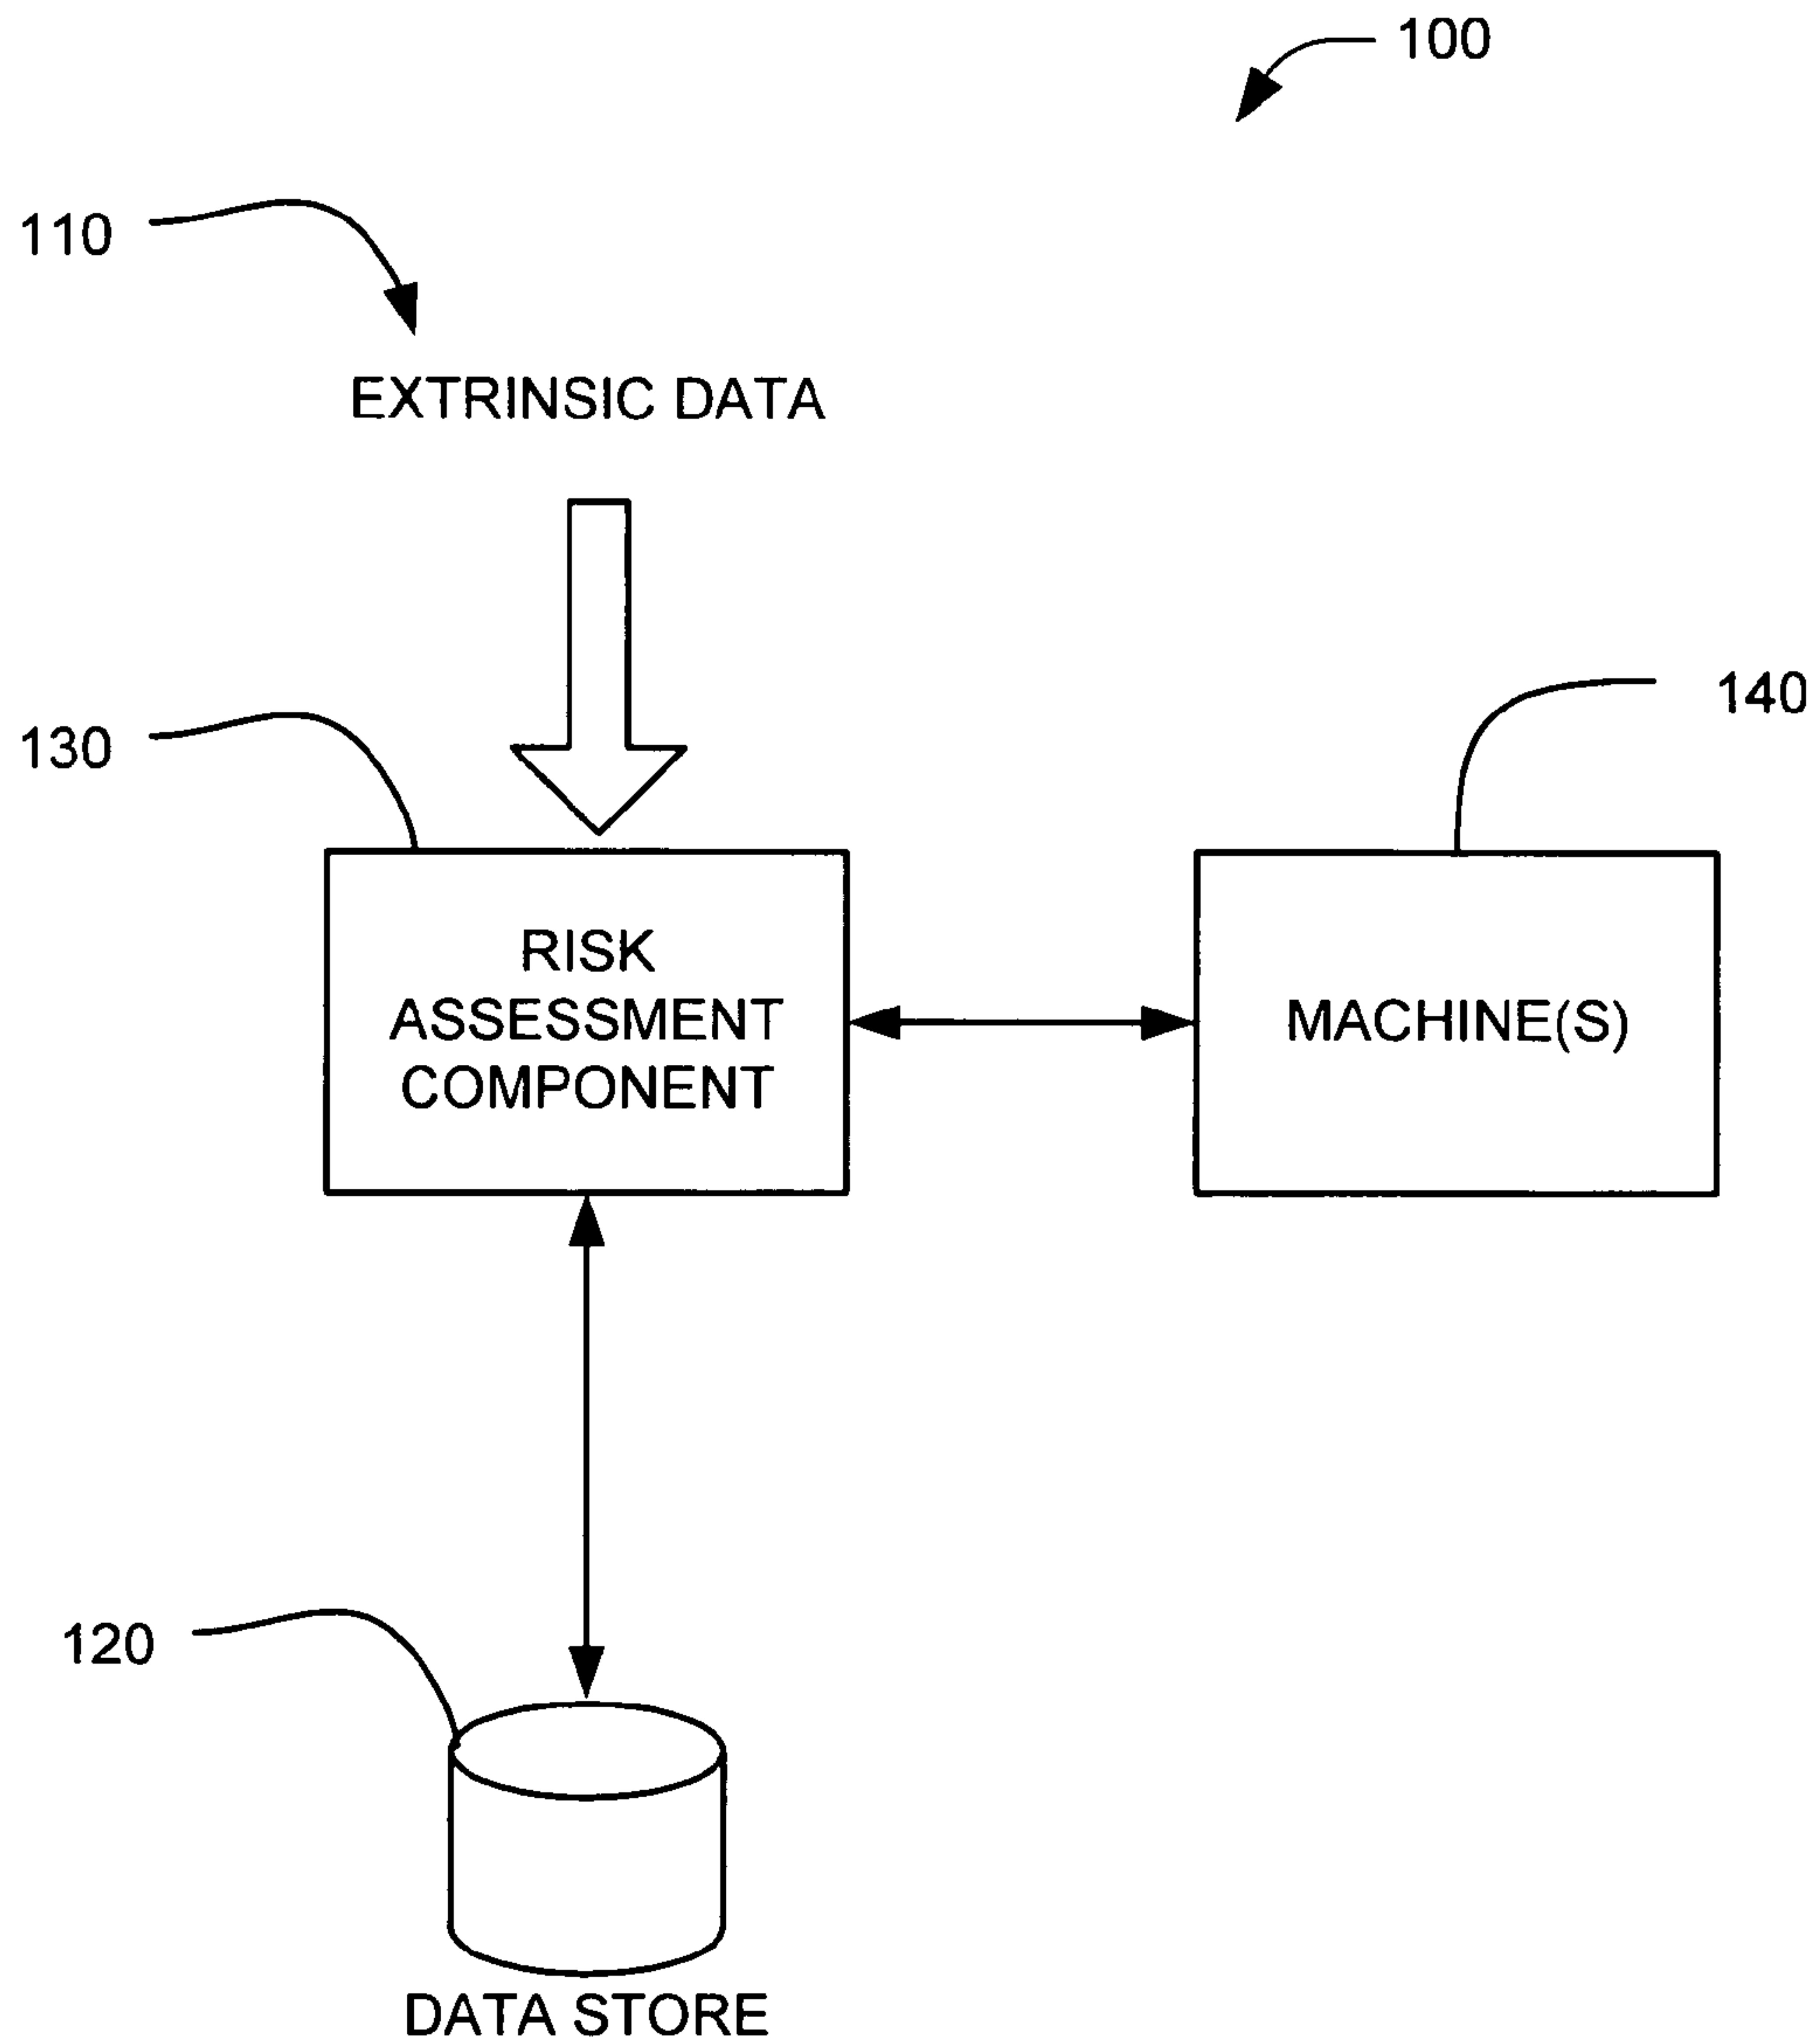 100
110
EXTRINSIC DATA
130
140
RISK
ASSESSMENT
COMPONENT
MACHINE(S)
120
DATA STORE